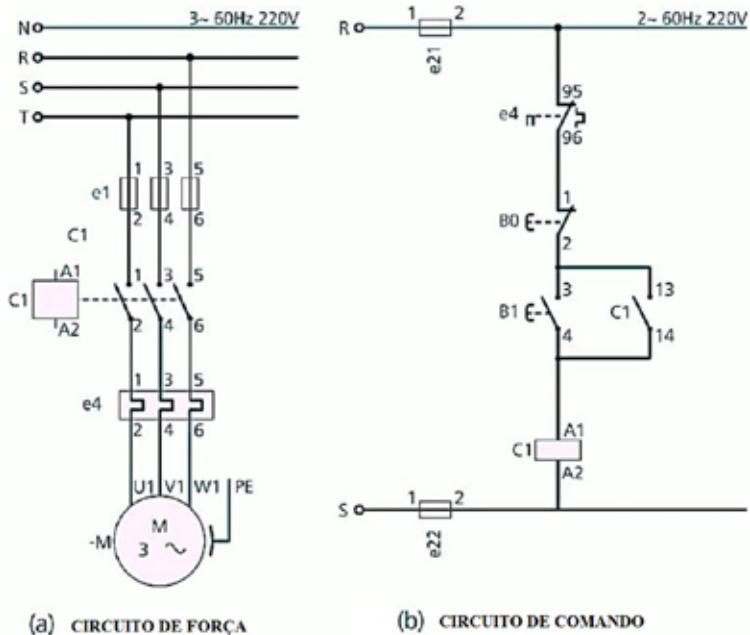 N 3~ 60Hz 220V
R
S
T
1 3 5
e1
2 4 6
C1
A1 1 3 5
C1
A2 2 4 6
1 3 5
e4
2 4 6
U1 V1 W1 PE
-M M
3 ~
(a) CIRCUITO DE FORÇA
R 1 2 2~ 60Hz 220V
e21
95
e4
96
1
B0
2
3 13
B1 C1
4 14
A1
C1
A2
S 1 2
e22
(b) CIRCUITO DE COMANDO